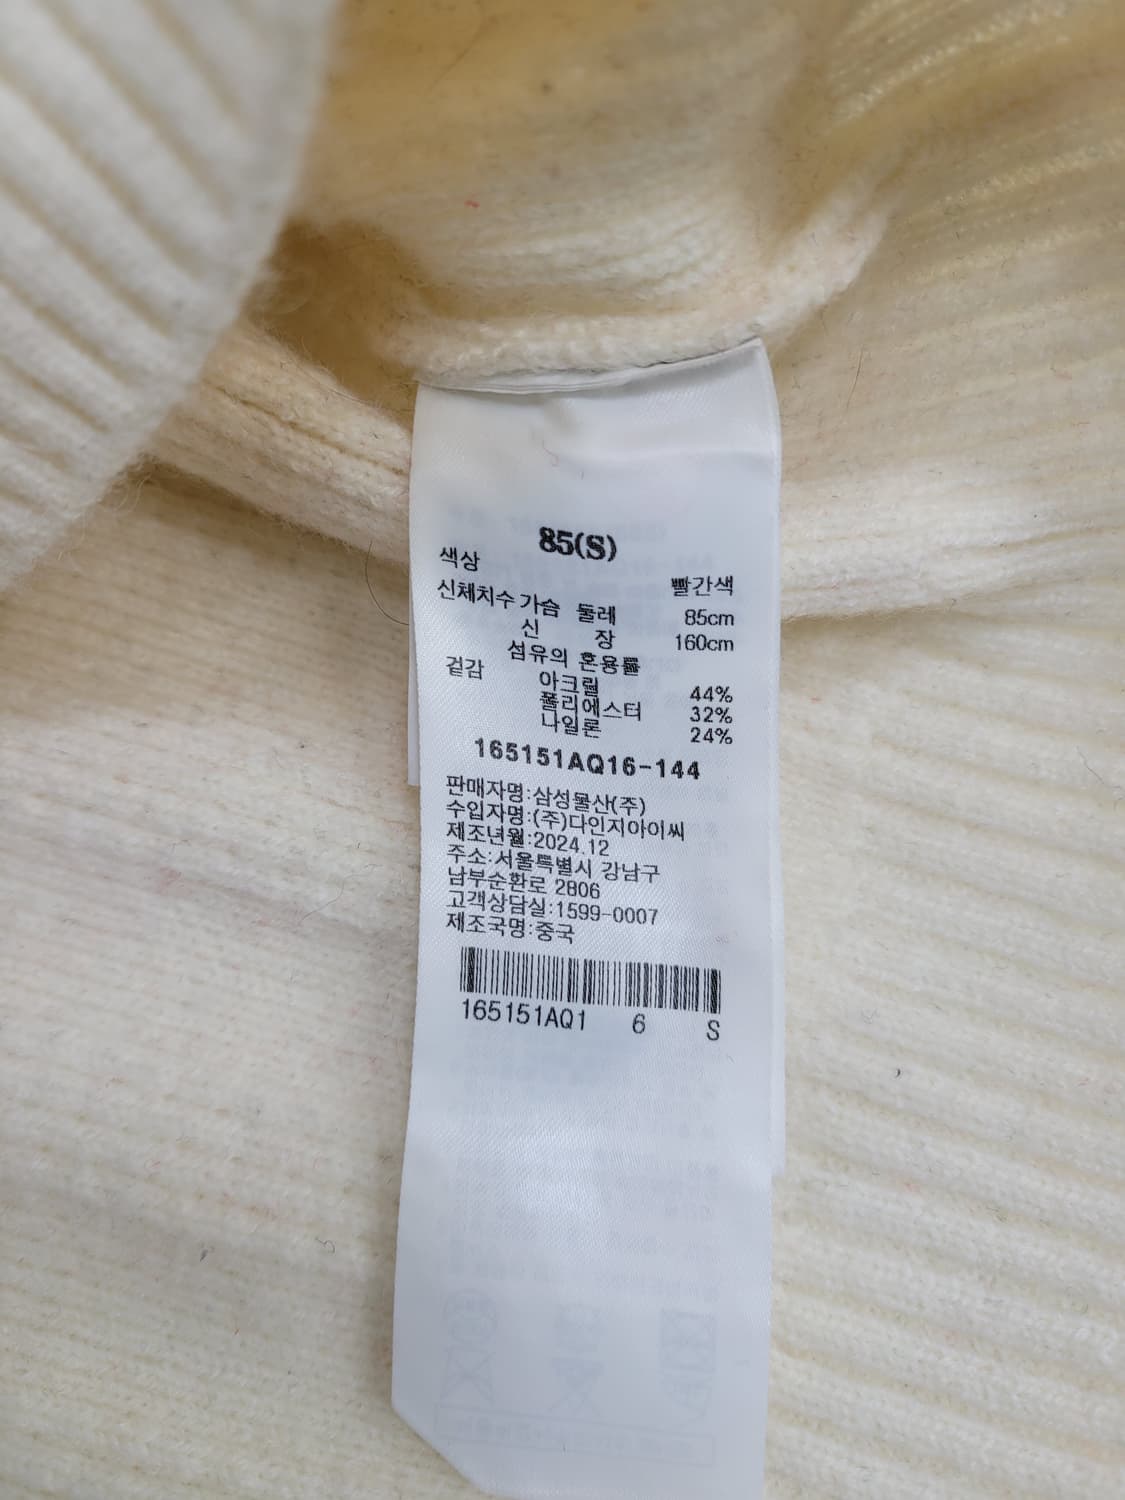 85(S)
색상 빨간색
신체치수 가슴 둘레 85cm
신 장 160cm
섬유의 혼용률
겉감 아크릴 44%
폴리에스터 32%
나일론 24%
165151AQ16-144
판매자명:삼성물산(주)
수입자명:(주)다인지아이씨
제조년월:2024.12
주소:서울특별시 강남구
남부순환로 2806
고객상담실:1599-0007
제조국명:중국
165151AQ1 6 S